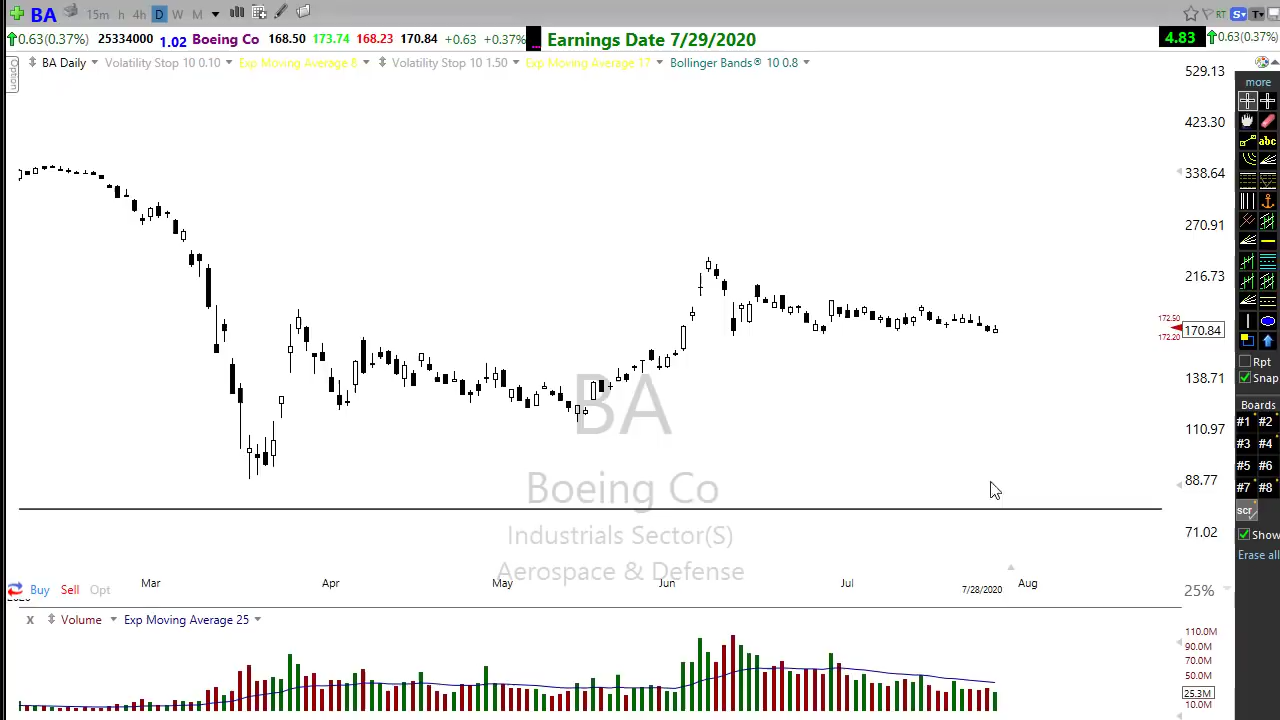 BA 15m h 4h D W M RT S T
0.63(0.37%) 25334000 1.02 Boeing Co 168.50 173.74 168.23 170.84 +0.63 +0.37% ... Earnings Date 7/29/2020 4.83 0.63(0.37%)
Option BA Daily Volatility Stop 10 0.10 Exp Moving Average 8 Volatility Stop 10 1.50 Exp Moving Average 17 Bollinger Bands® 10 0.8
529.13
more
423.30
abc
338.64
270.91
216.73
172.50
170.84
172.20
Rpt
138.71
Snap
BA
Boards
110.97
#1 #2
#3 #4
#5 #6
88.77
#7 #8
Boeing Co
scr
71.02
Industrials Sector(S)
Show
Erase all
Aerospace & Defense
Mar Apr May Jun Jul 7/28/2020 Aug
Buy Sell Opt 25%
X Volume Exp Moving Average 25
110.0M
90.0M
70.0M
50.0M
25.3M
10.0M